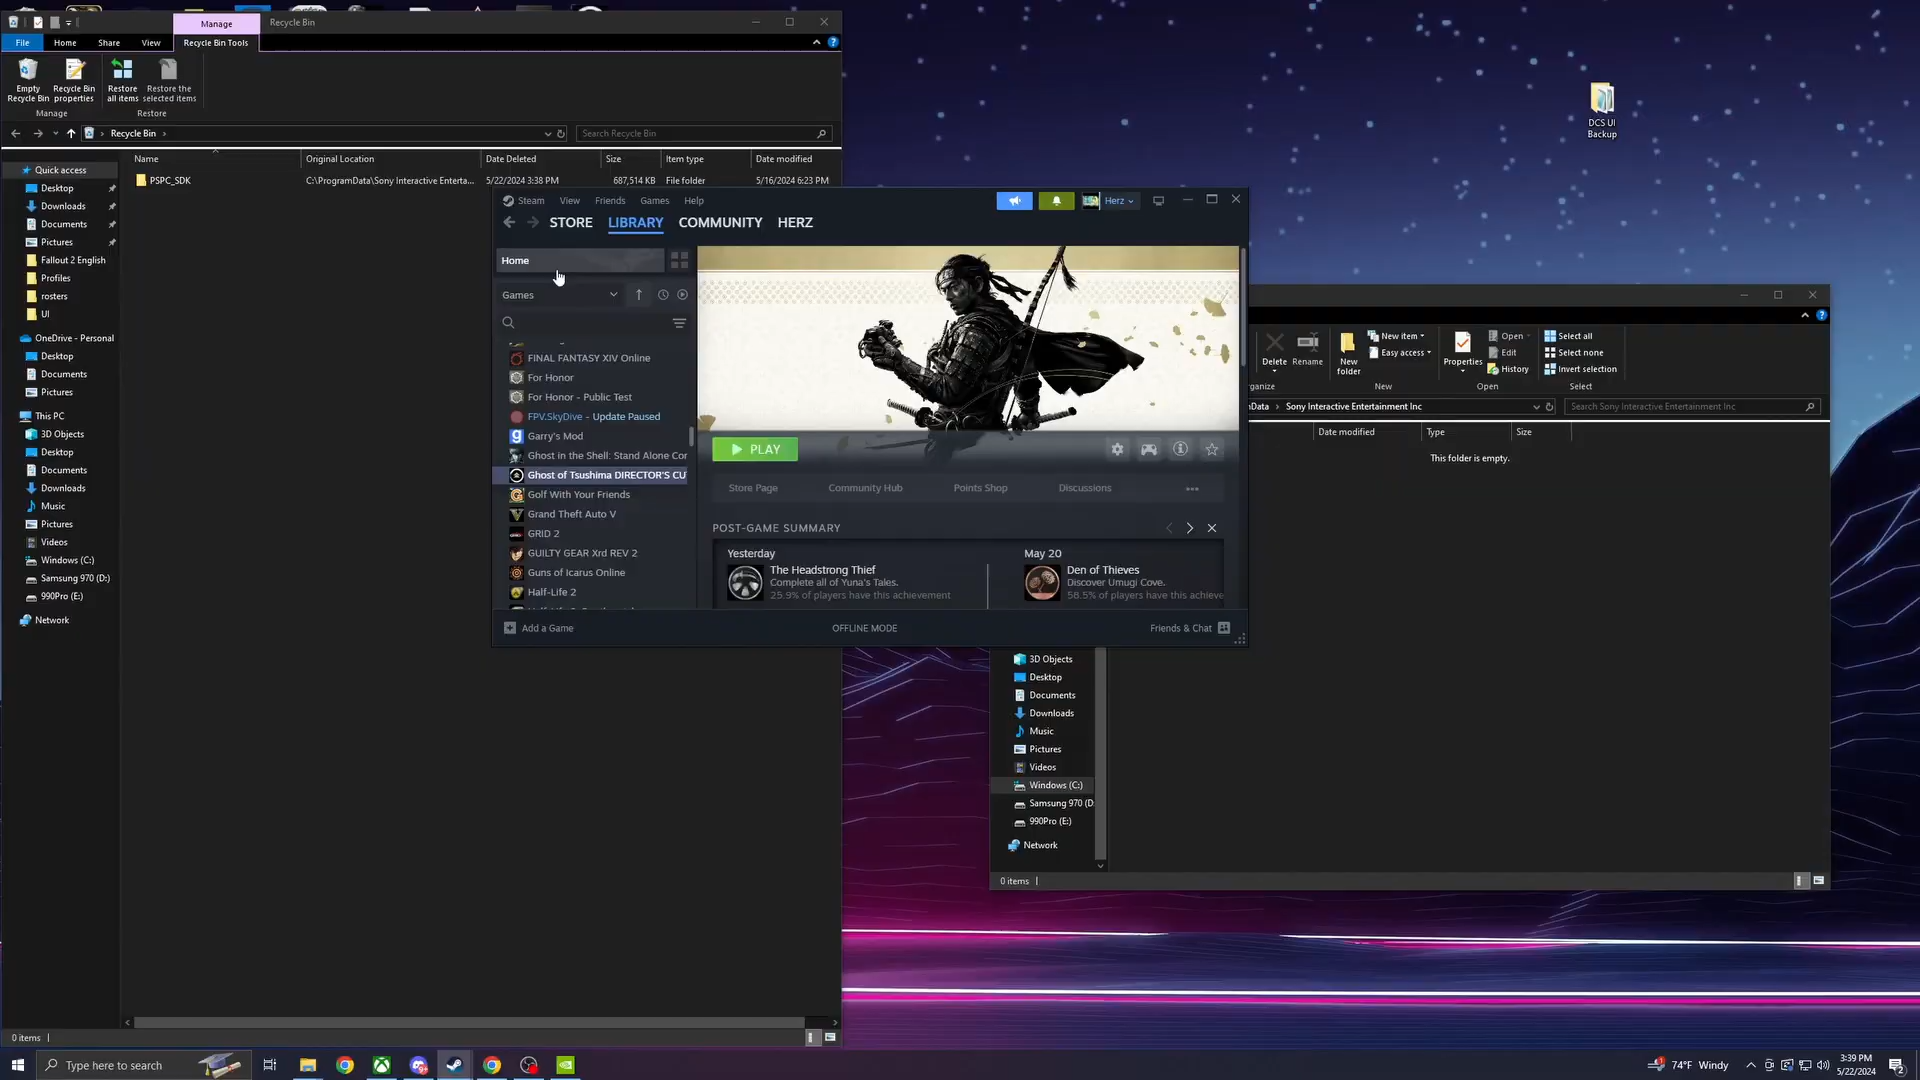 Manage
Recycle Bin
File
Home
Share
View
Recycle Bin Tools
Empty
Recycle Bin
Recycle Bin
properties
Restore
all items
Restore the
selected items
Manage
Restore
Recycle Bin
Search Recycle Bin
Name
Original Location
Date Deleted
Size
Item type
Date modified
PSPC_SDK
C:\ProgramData\Sony Interactive Enterta...
5/22/2024 3:38 PM
687,514 KB
File folder
5/16/2024 6:23 PM
Quick access
Desktop
Downloads
Documents
Pictures
Fallout 2 English
Profiles
rosters
UI
OneDrive - Personal
Desktop
Documents
Pictures
This PC
3D Objects
Desktop
Documents
Downloads
Music
Pictures
Videos
Windows (C:)
Samsung 970 (D:)
990Pro (E:)
Network
0 items
Steam
View
Friends
Games
Help
Herz
STORE
LIBRARY
COMMUNITY
HERZ
Home
Games
FINAL FANTASY XIV Online
For Honor
For Honor - Public Test
FPV.SkyDive - Update Paused
Garry's Mod
Ghost in the Shell: Stand Alone Cor
Ghost of Tsushima DIRECTOR'S CU
Golf With Your Friends
Grand Theft Auto V
GRID 2
GUILTY GEAR Xrd REV 2
Guns of Icarus Online
Half-Life 2
PLAY
Store Page
Community Hub
Points Shop
Discussions
POST-GAME SUMMARY
Yesterday
The Headstrong Thief
Complete all of Yuna's Tales.
25.9% of players have this achievement
May 20
Den of Thieves
Discover Umugi Cove.
58.5% of players have this achieve
Add a Game
OFFLINE MODE
Friends & Chat
DCS UI
Backup
Delete
Rename
New
folder
New item
Easy access
Properties
Open
Edit
History
Select all
Select none
Invert selection
ganize
New
Open
Select
nData
Sony Interactive Entertainment Inc
Search Sony Interactive Entertainment Inc
Date modified
Type
Size
This folder is empty.
3D Objects
Desktop
Documents
Downloads
Music
Pictures
Videos
Windows (C:)
Samsung 970 (D
990Pro (E:)
Network
0 items
Type here to search
74°F Windy
3:39 PM
5/22/2024